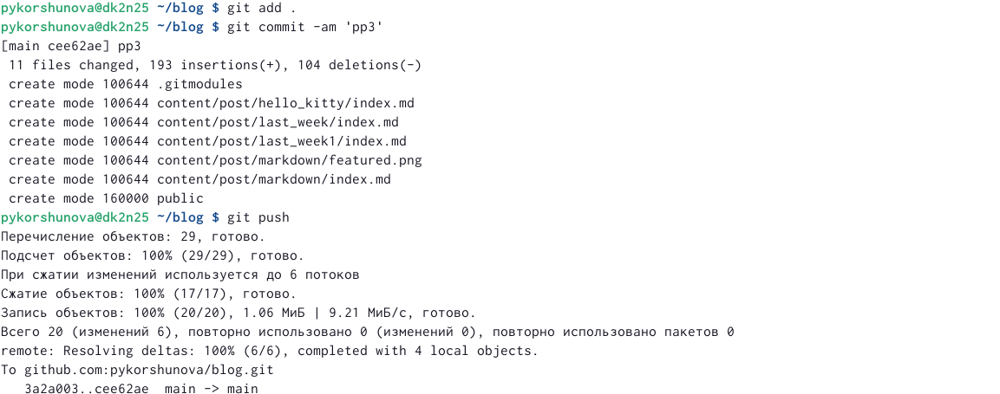 pykorshunova@dk2n25 ~/blog $ git add .
pykorshunova@dk2n25 ~/blog $ git commit -am 'pp3'
[main cee62ae] pp3
 11 files changed, 193 insertions(+), 104 deletions(-)
 create mode 100644 .gitmodules
 create mode 100644 content/post/hello_kitty/index.md
 create mode 100644 content/post/last_week/index.md
 create mode 100644 content/post/last_week1/index.md
 create mode 100644 content/post/markdown/featured.png
 create mode 100644 content/post/markdown/index.md
 create mode 160000 public
pykorshunova@dk2n25 ~/blog $ git push
Перечисление объектов: 29, готово.
Подсчет объектов: 100% (29/29), готово.
При сжатии изменений используется до 6 потоков
Сжатие объектов: 100% (17/17), готово.
Запись объектов: 100% (20/20), 1.06 МиБ | 9.21 МиБ/с, готово.
Всего 20 (изменений 6), повторно использовано 0 (изменений 0), повторно использовано пакетов 0
remote: Resolving deltas: 100% (6/6), completed with 4 local objects.
To github.com:pykorshunova/blog.git
   3a2a003..cee62ae  main -> main